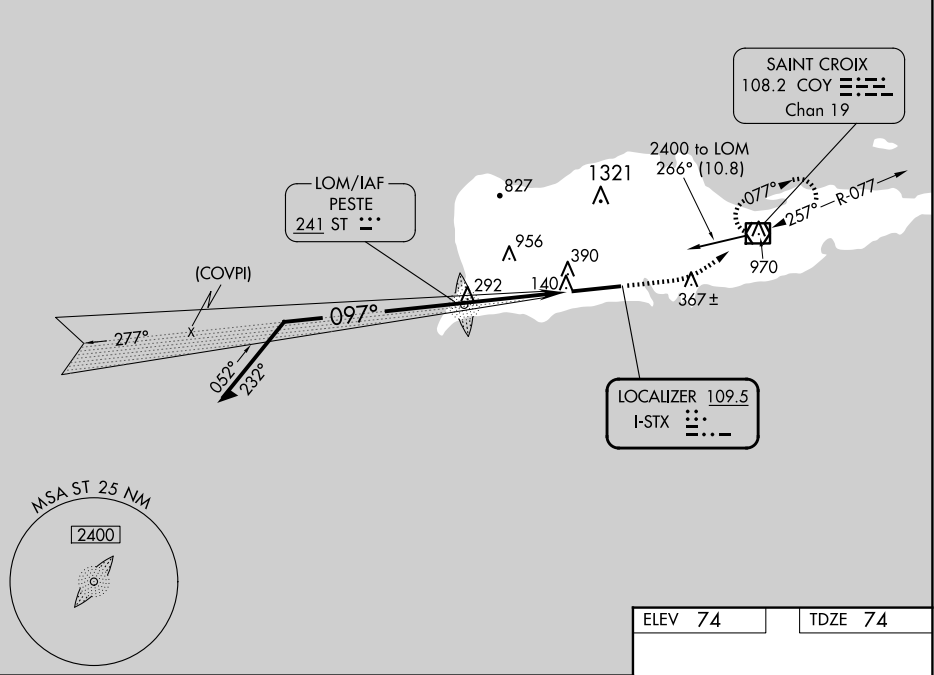 SAINT CROIX
108.2 COY
Chan 19
2400 to LOM
266° (10.8)
1321
827
077°
257°
R-077
LOM/IAF
PESTE
241 ST
956
970
(COVPI)
390
292
140
367±
097°
277°
052°
232°
LOCALIZER 109.5
I-STX
MSA ST 25 NM
2400
ELEV 74
TDZE 74